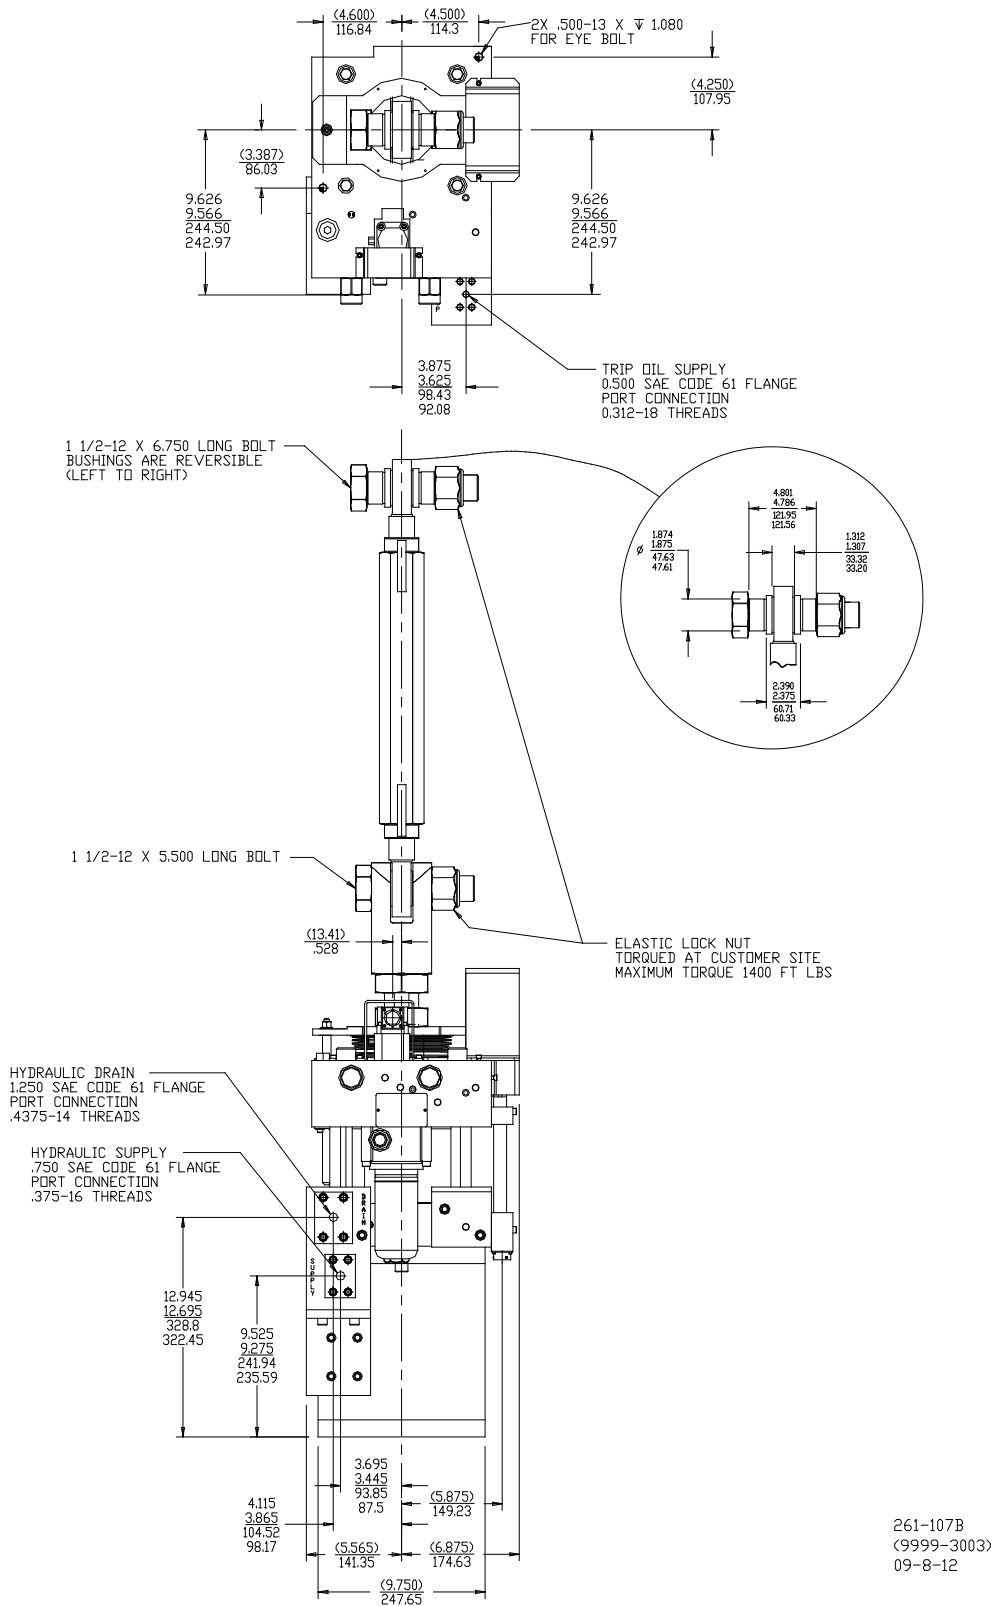 (4.600)
116.84
(4.500)
114.3
2X .500-13 X ↧ 1.080
FOR EYE BOLT
(4.250)
107.95
(3.387)
86.03
9.626
9.566
244.50
242.97
9.626
9.566
244.50
242.97
P
3.875
3.625
98.43
92.08
TRIP OIL SUPPLY
0.500 SAE CODE 61 FLANGE
PORT CONNECTION
0.312-18 THREADS
1 1/2-12 X 6.750 LONG BOLT
BUSHINGS ARE REVERSIBLE
(LEFT TO RIGHT)
4.801
4.786
121.95
121.56
Ø
1.874
1.875
47.63
47.61
1.312
1.307
33.32
33.20
2.390
2.375
60.71
60.33
1 1/2-12 X 5.500 LONG BOLT
(13.41)
.528
ELASTIC LOCK NUT
TORQUED AT CUSTOMER SITE
MAXIMUM TORQUE 1400 FT LBS
HYDRAULIC DRAIN
1.250 SAE CODE 61 FLANGE
PORT CONNECTION
.4375-14 THREADS
HYDRAULIC SUPPLY
.750 SAE CODE 61 FLANGE
PORT CONNECTION
.375-16 THREADS
DRAIN
SUPPLY
12.945
12.695
328.8
322.45
9.525
9.275
241.94
235.59
3.695
3.445
93.85
87.5
(5.875)
149.23
4.115
3.865
104.52
98.17
(5.565)
141.35
(6.875)
174.63
(9.750)
247.65
261-107B
(9999-3003)
09-8-12